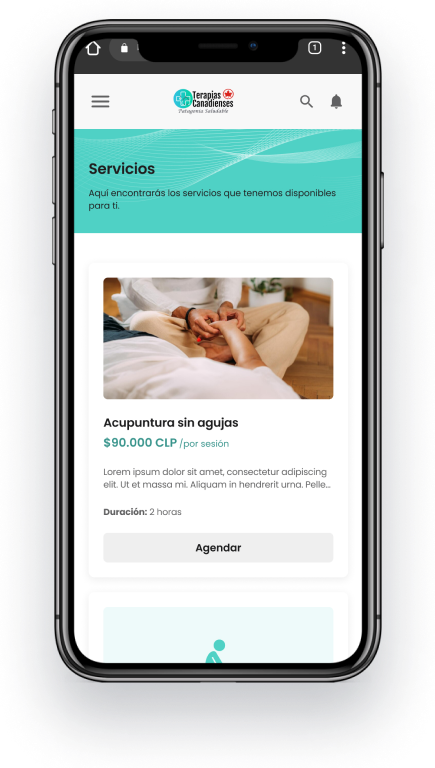 1
Terapias
Canadienses
Patagonia Saludable
Servicios
Aquí encontrarás los servicios que tenemos disponibles
para ti.
Acupuntura sin agujas
$90.000 CLP /por sesión
Lorem ipsum dolor sit amet, consectetur adipiscing
elit. Ut et massa mi. Aliquam in hendrerit urna. Pelle...
Duración: 2 horas
Agendar